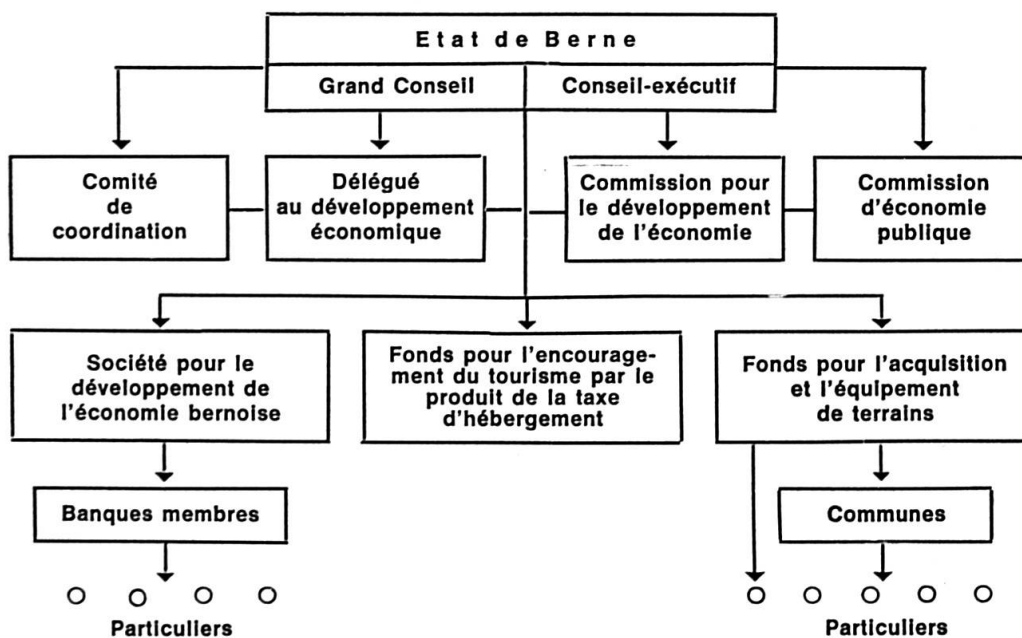 Etat de Berne
Grand Conseil
Conseil-exécutif
Comité
de
coordination
Délégué
au développement
économique
Commission pour
le développement
de l'économie
Commission
d'économie
publique
Société pour le
développement de
l'économie bernoise
Fonds pour l'encourage-
ment du tourisme par le
produit de la taxe
d'hébergement
Fonds pour l'acquisition
et l'équipement
de terrains
Banques membres
Communes
Particuliers
Particuliers